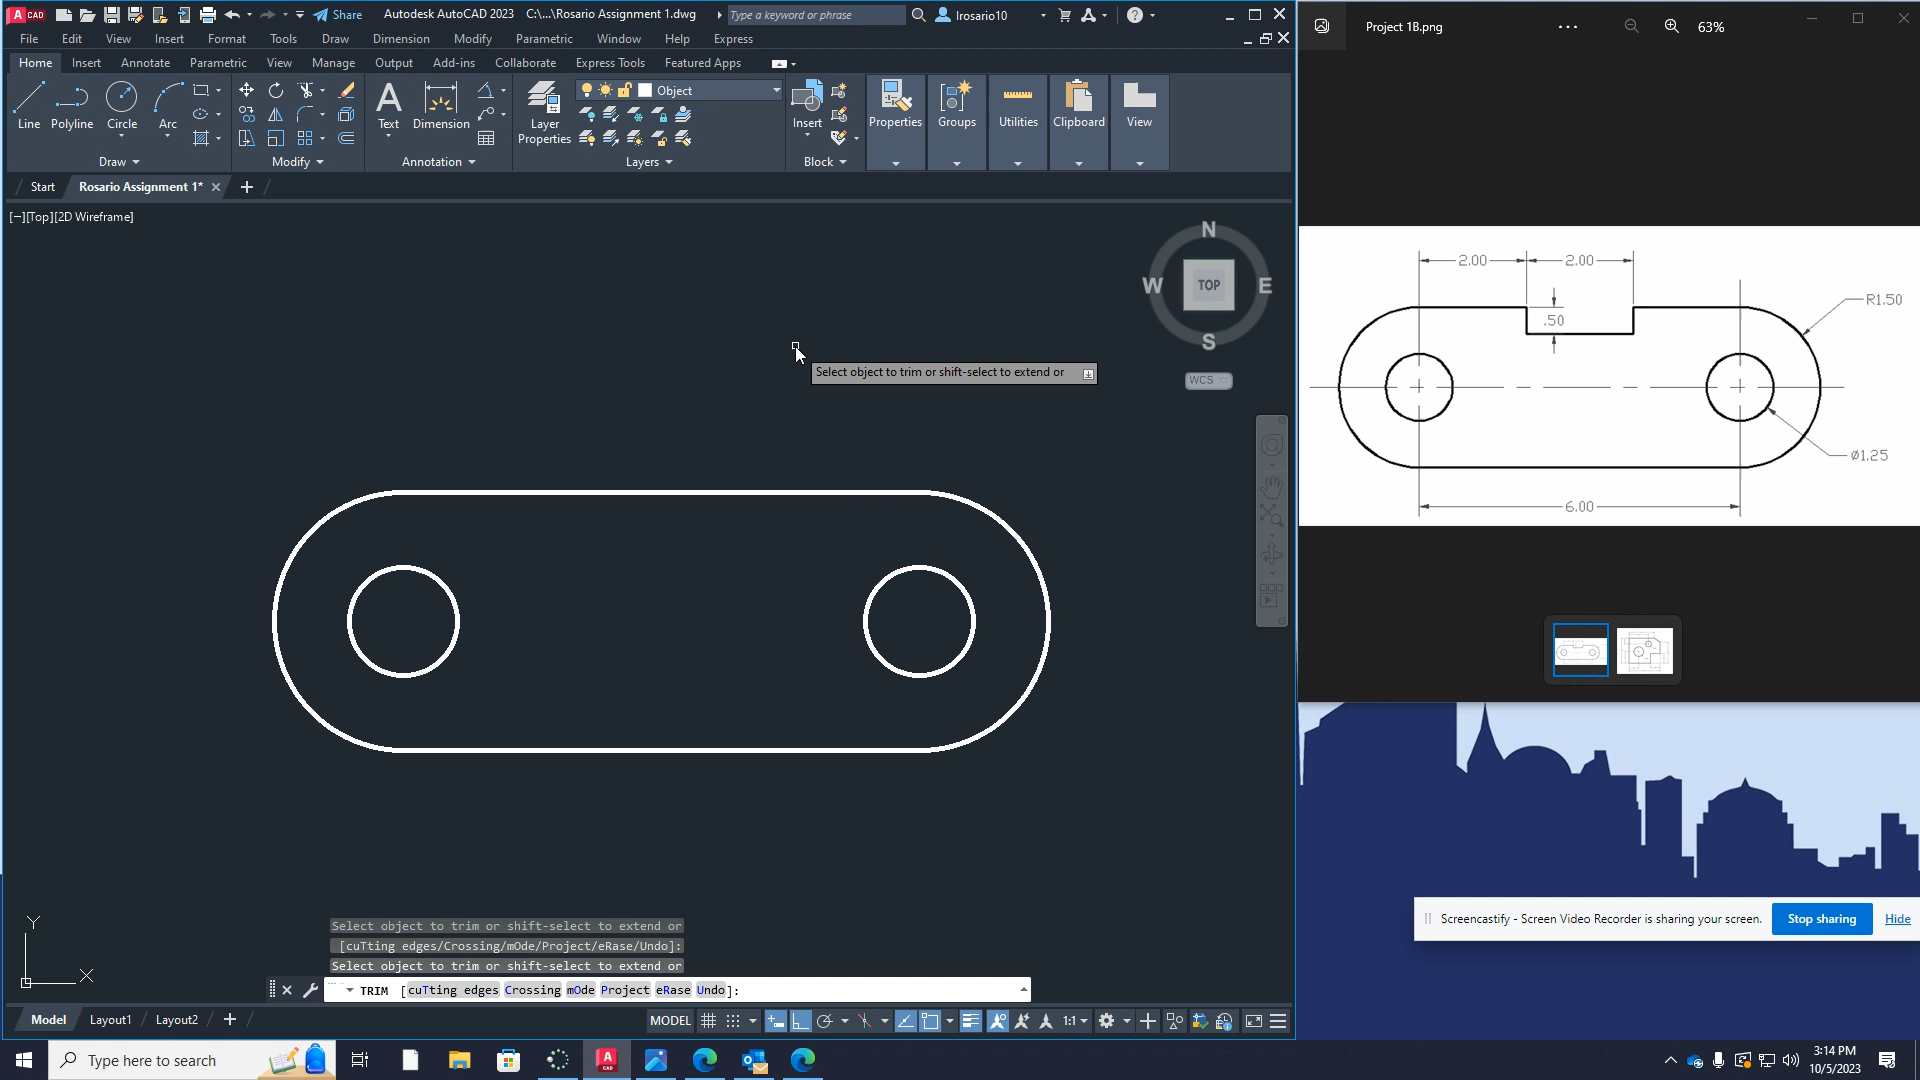 A CAD
Share
Autodesk AutoCAD 2023 C:\...\Rosario Assignment 1.dwg
Type a keyword or phrase
lrosario10
File Edit View Insert Format Tools Draw Dimension Modify Parametric Window Help Express
Home Insert Annotate Parametric View Manage Output Add-ins Collaborate Express Tools Featured Apps
Object
Line Polyline Circle Arc
Text Dimension
Layer Properties
Insert
Properties Groups Utilities Clipboard View
Draw Modify Annotation Layers Block
Start Rosario Assignment 1*
[−][Top][2D Wireframe]
N
W TOP E
S
WCS
Select object to trim or shift-select to extend or
Select object to trim or shift-select to extend or
[cuTting edges/Crossing/mOde/Project/eRase/Undo]:
Select object to trim or shift-select to extend or
TRIM [cuTting edges Crossing mOde Project eRase Undo]:
Y
X
Model Layout1 Layout2
MODEL 1:1
Project 1B.png
63%
2.00 2.00
.50
R1.50
ø1.25
6.00
Screencastify - Screen Video Recorder is sharing your screen. Stop sharing Hide
Type here to search
A CAD
3:14 PM
10/5/2023